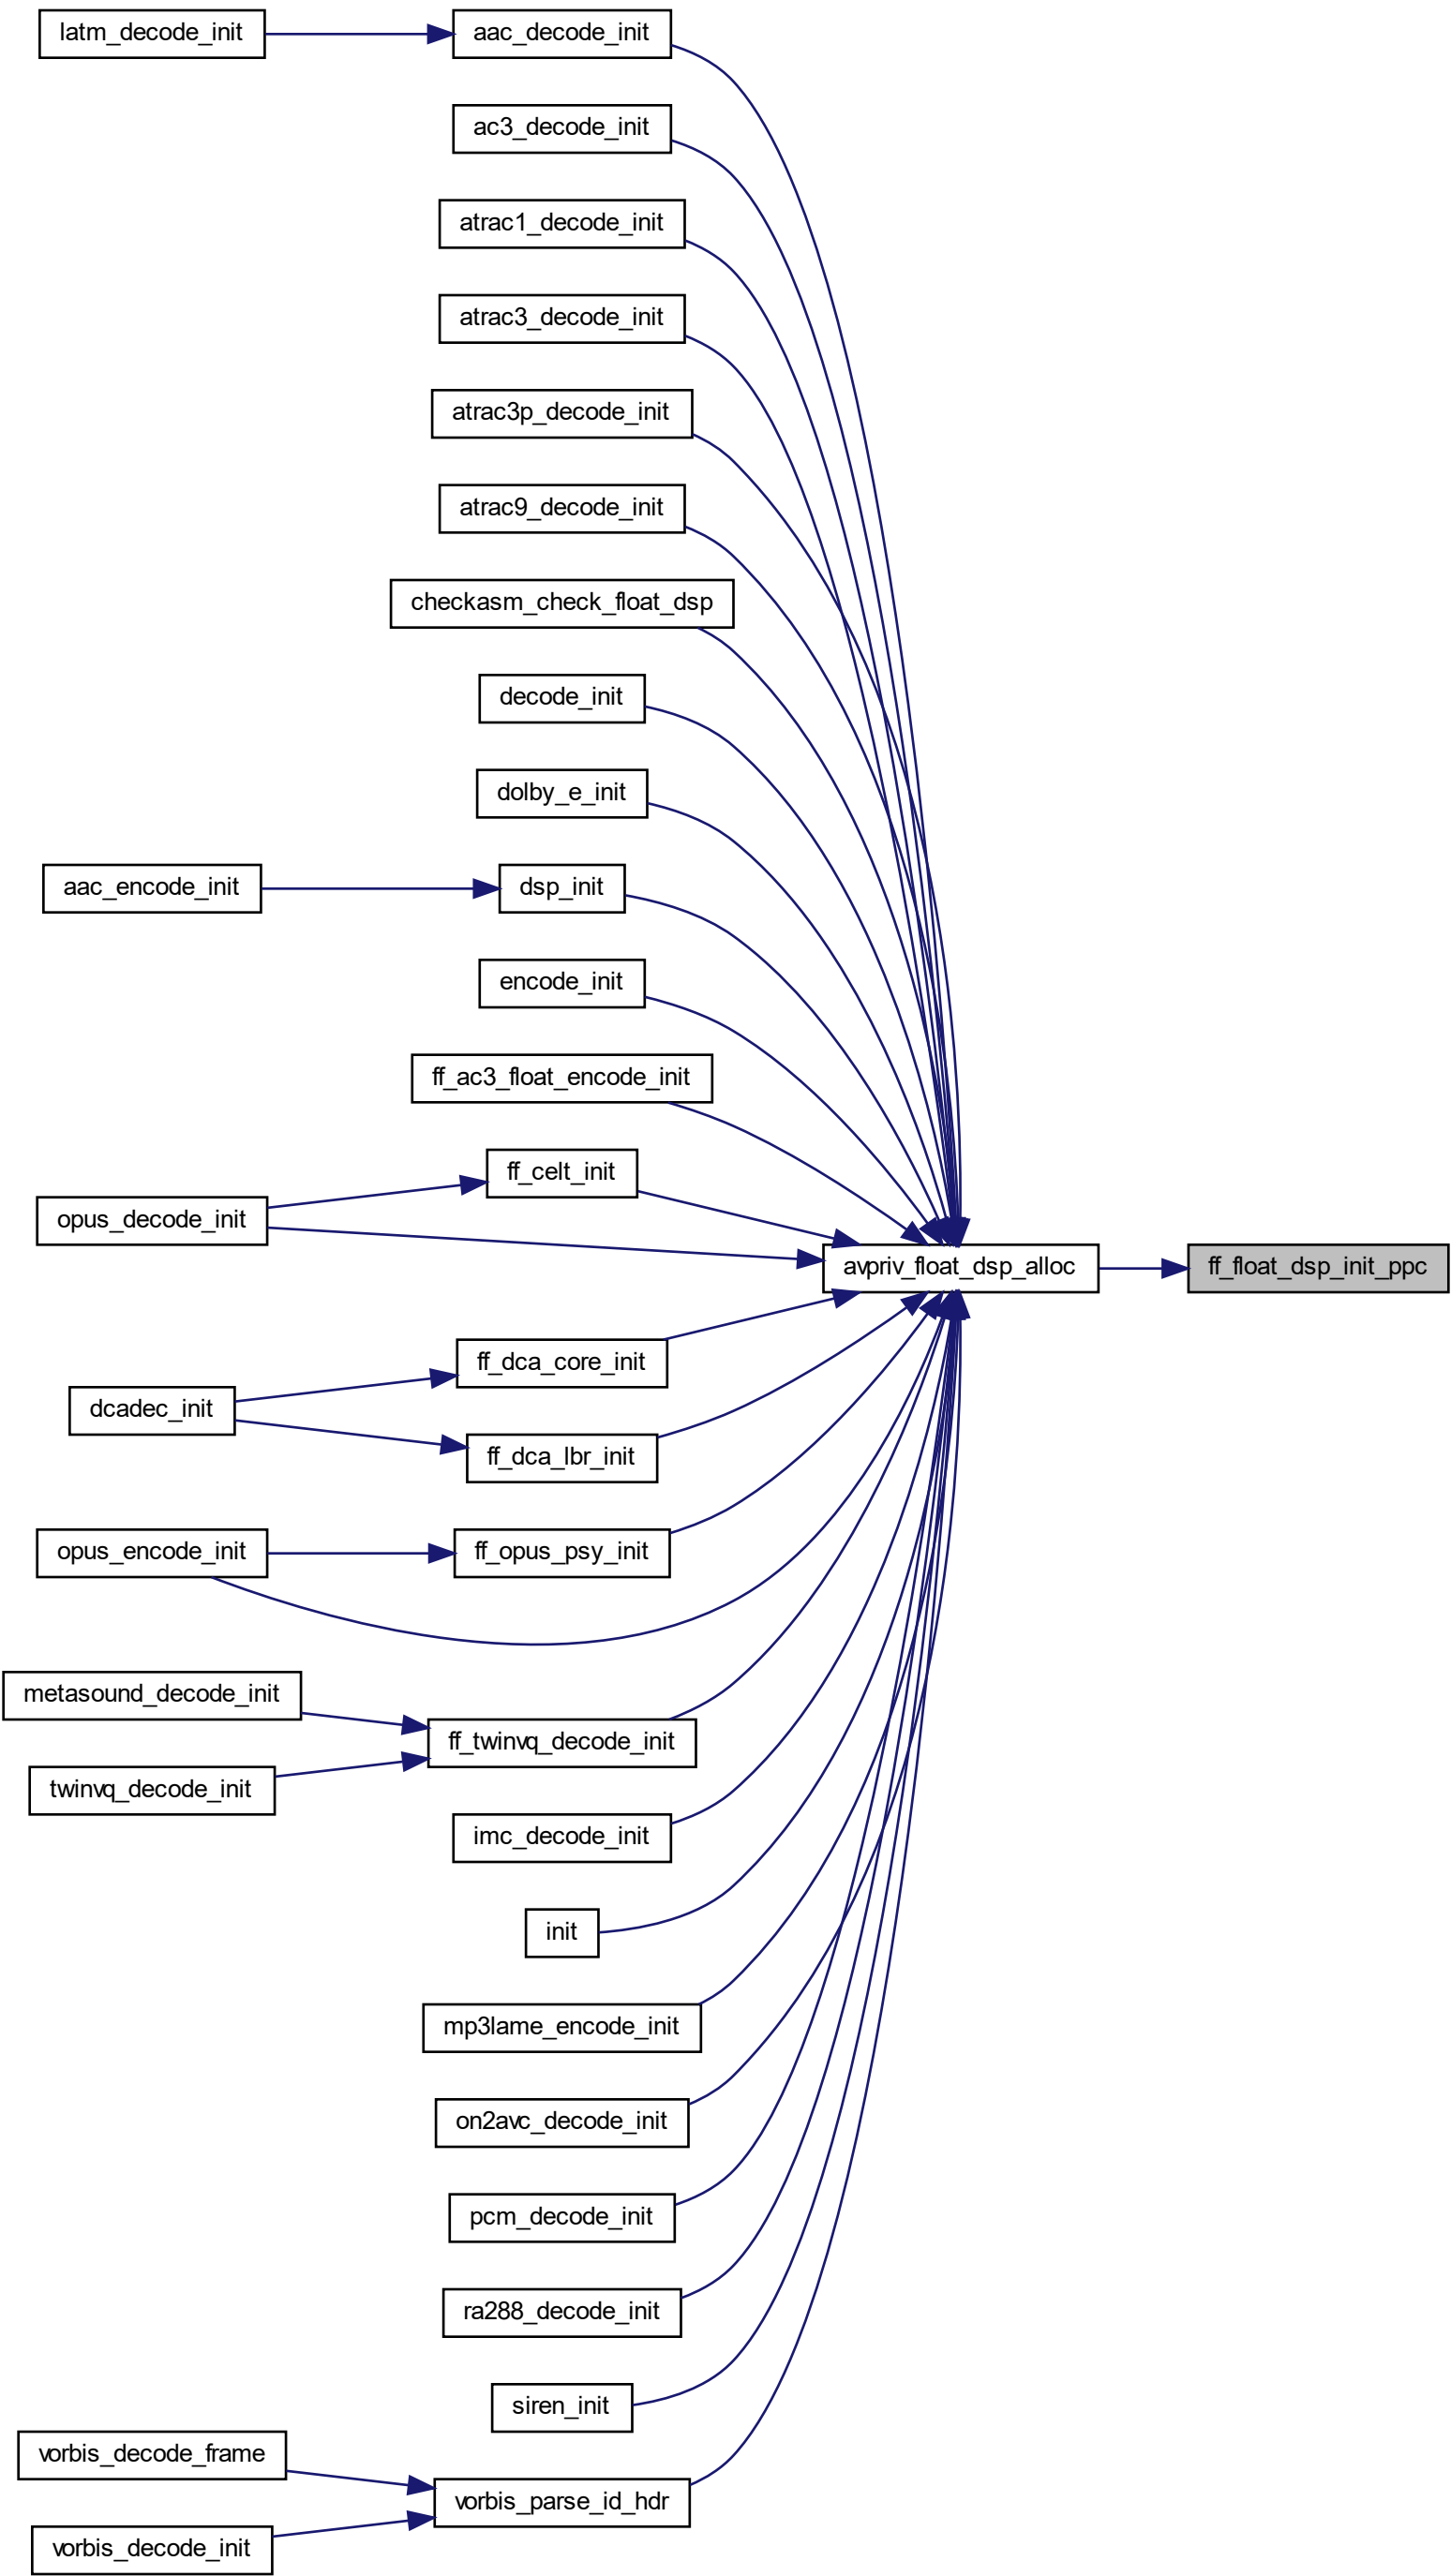 latm_decode_init
aac_decode_init
ac3_decode_init
atrac1_decode_init
atrac3_decode_init
atrac3p_decode_init
atrac9_decode_init
checkasm_check_float_dsp
decode_init
dolby_e_init
aac_encode_init
dsp_init
encode_init
ff_ac3_float_encode_init
ff_celt_init
opus_decode_init
avpriv_float_dsp_alloc
ff_float_dsp_init_ppc
ff_dca_core_init
dcadec_init
ff_dca_lbr_init
opus_encode_init
ff_opus_psy_init
metasound_decode_init
ff_twinvq_decode_init
twinvq_decode_init
imc_decode_init
init
mp3lame_encode_init
on2avc_decode_init
pcm_decode_init
ra288_decode_init
siren_init
vorbis_decode_frame
vorbis_parse_id_hdr
vorbis_decode_init